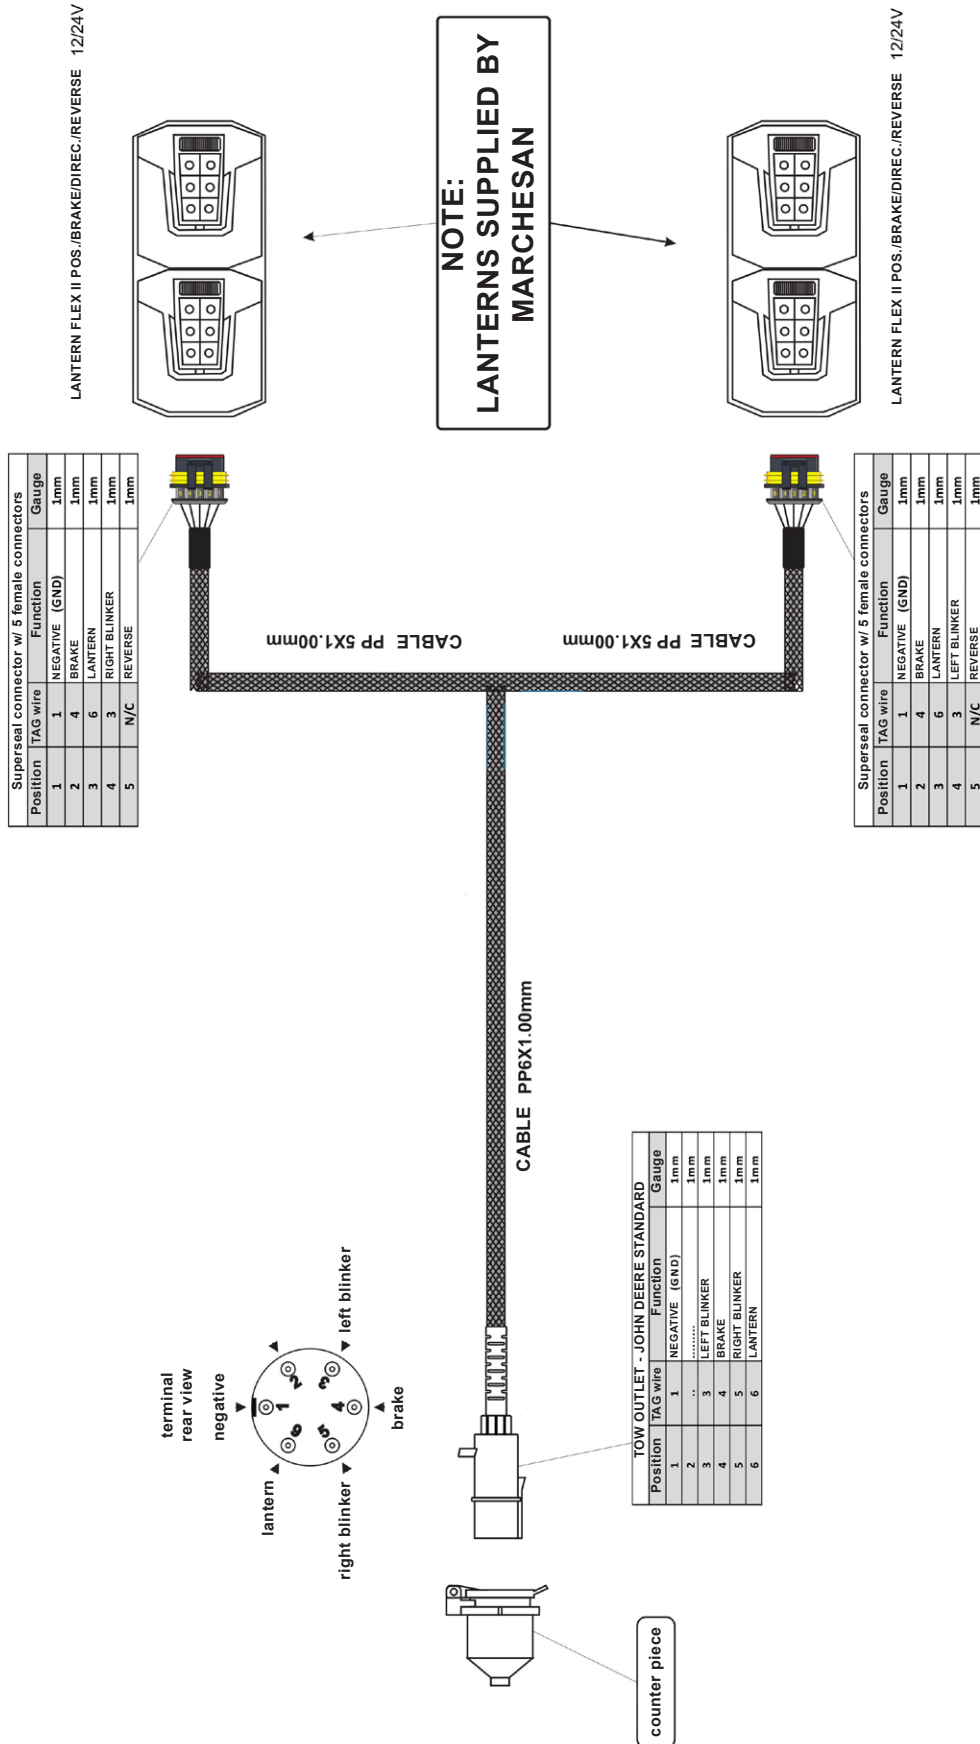 Superseal connector w/ 5 female connectors
Position TAG wire Function Gauge
1 1 NEGATIVE (GND) 1mm
2 4 BRAKE 1mm
3 6 LANTERN 1mm
4 3 RIGHT BLINKER 1mm
5 N/C REVERSE 1mm
LANTERN FLEX II POS./BRAKE/DIREC./REVERSE 12/24V
terminal
rear view
negative
lantern
right blinker
left blinker
brake
1
2
3
4
5
6
CABLE PP 5X1.00mm
CABLE PP 5X1.00mm
NOTE:
LANTERNS SUPPLIED BY
MARCHESAN
CABLE PP6X1.00mm
counter piece
TOW OUTLET - JOHN DEERE STANDARD
Position TAG wire Function Gauge
1 1 NEGATIVE (GND) 1mm
2 .. ......... 1mm
3 3 LEFT BLINKER 1mm
4 4 BRAKE 1mm
5 5 RIGHT BLINKER 1mm
6 6 LANTERN 1mm
Superseal connector w/ 5 female connectors
Position TAG wire Function Gauge
1 1 NEGATIVE (GND) 1mm
2 4 BRAKE 1mm
3 6 LANTERN 1mm
4 3 LEFT BLINKER 1mm
5 N/C REVERSE 1mm
LANTERN FLEX II POS./BRAKE/DIREC./REVERSE 12/24V